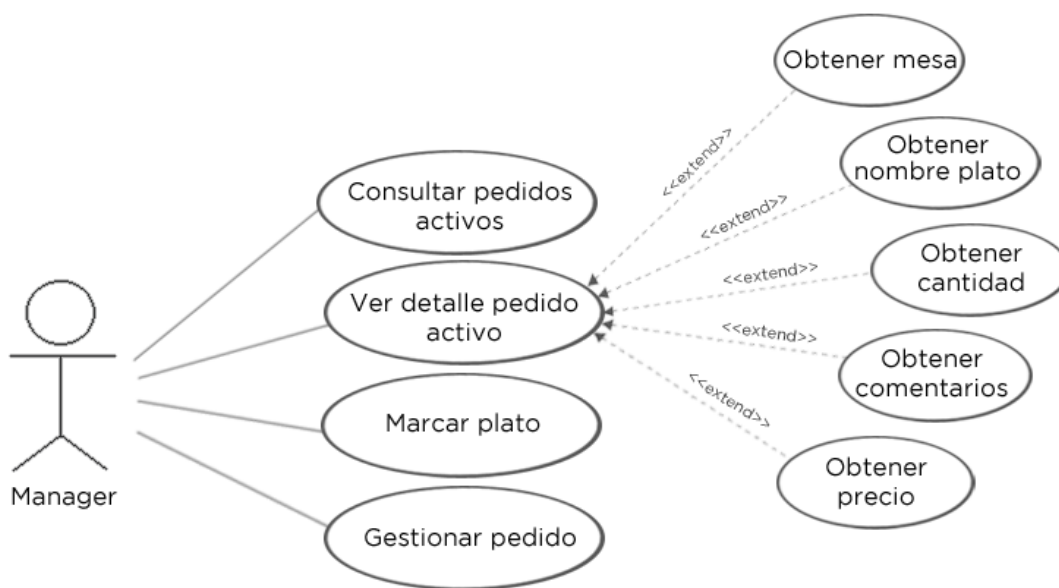 Obtener mesa
<<extend>>
Obtener
nombre plato
<<extend>>
Consultar pedidos
activos
Obtener
cantidad
<<extend>>
Ver detalle pedido
activo
<<extend>>
Obtener
comentarios
<<extend>>
Marcar plato
Obtener
precio
Manager
Gestionar pedido